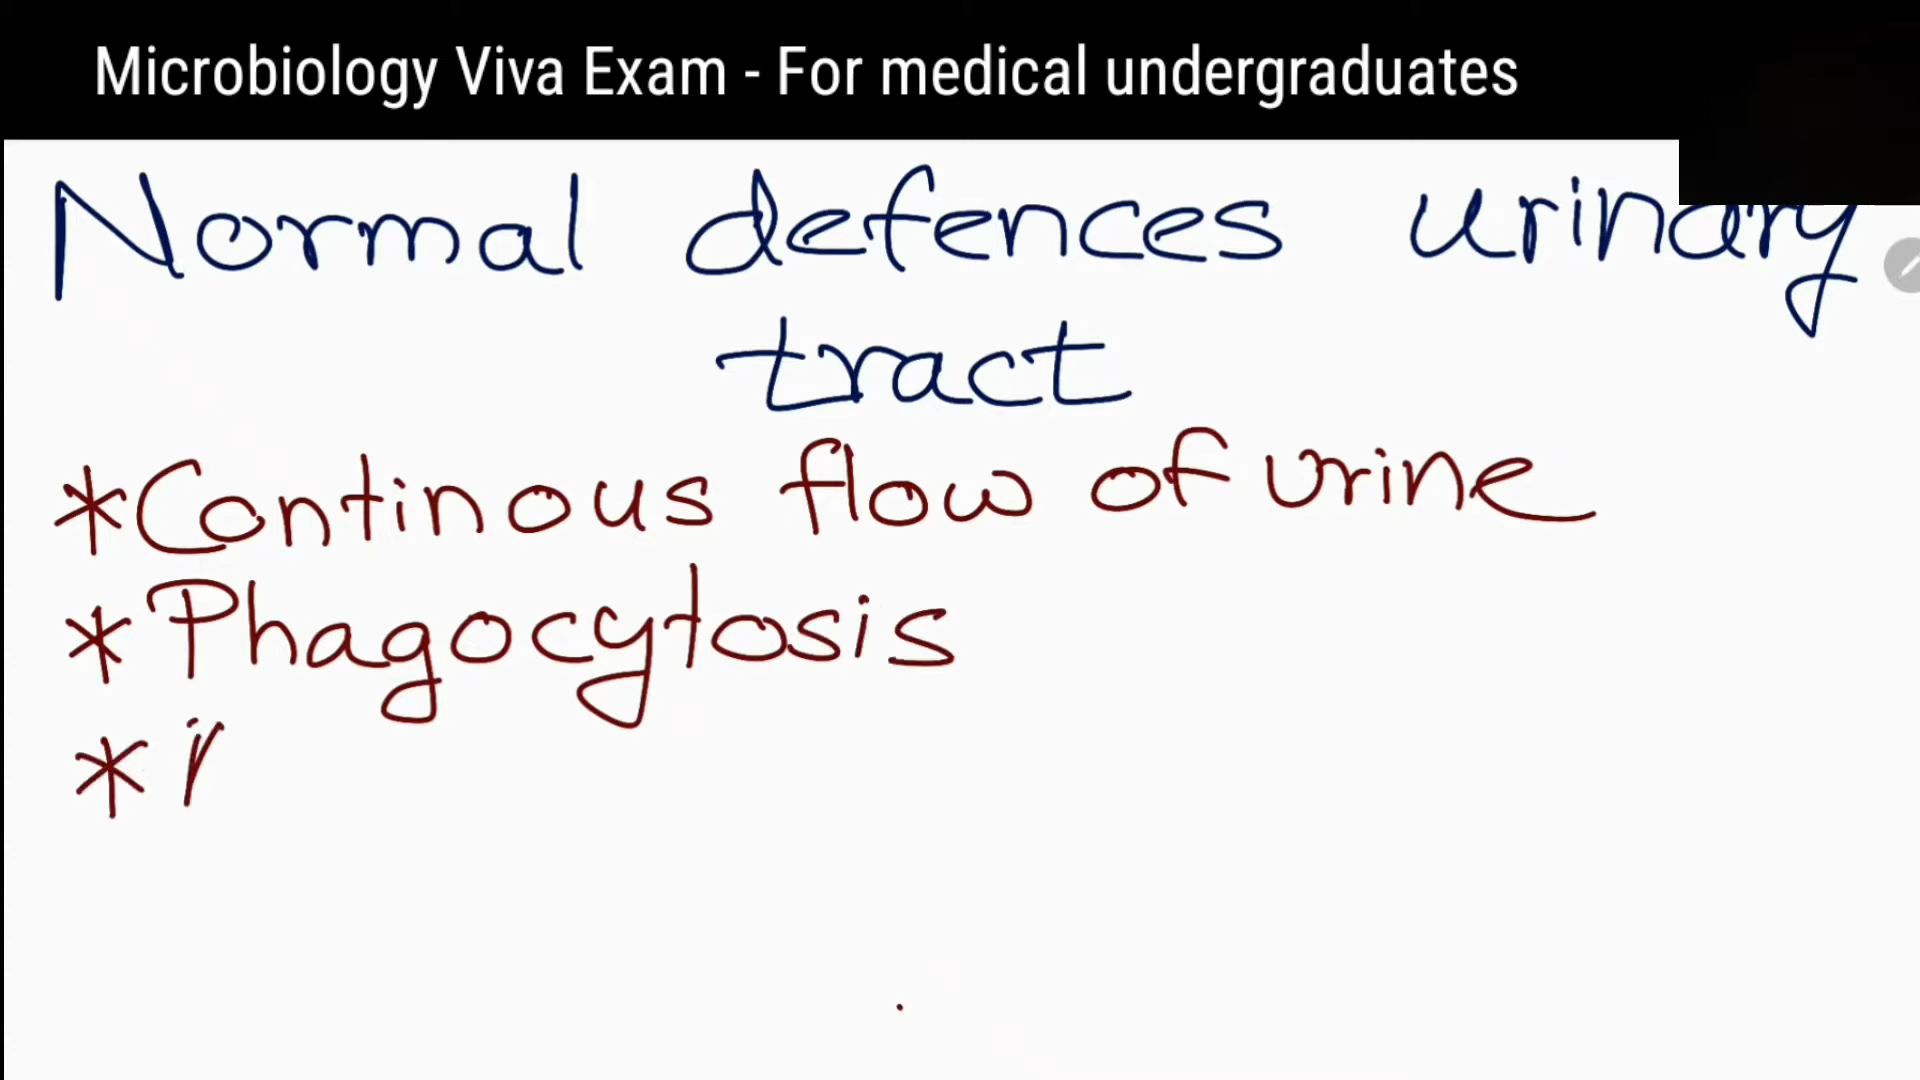 Microbiology Viva Exam - For medical undergraduates
Normal defences urinary
tract
*Continous flow of urine
*Phagocytosis
*